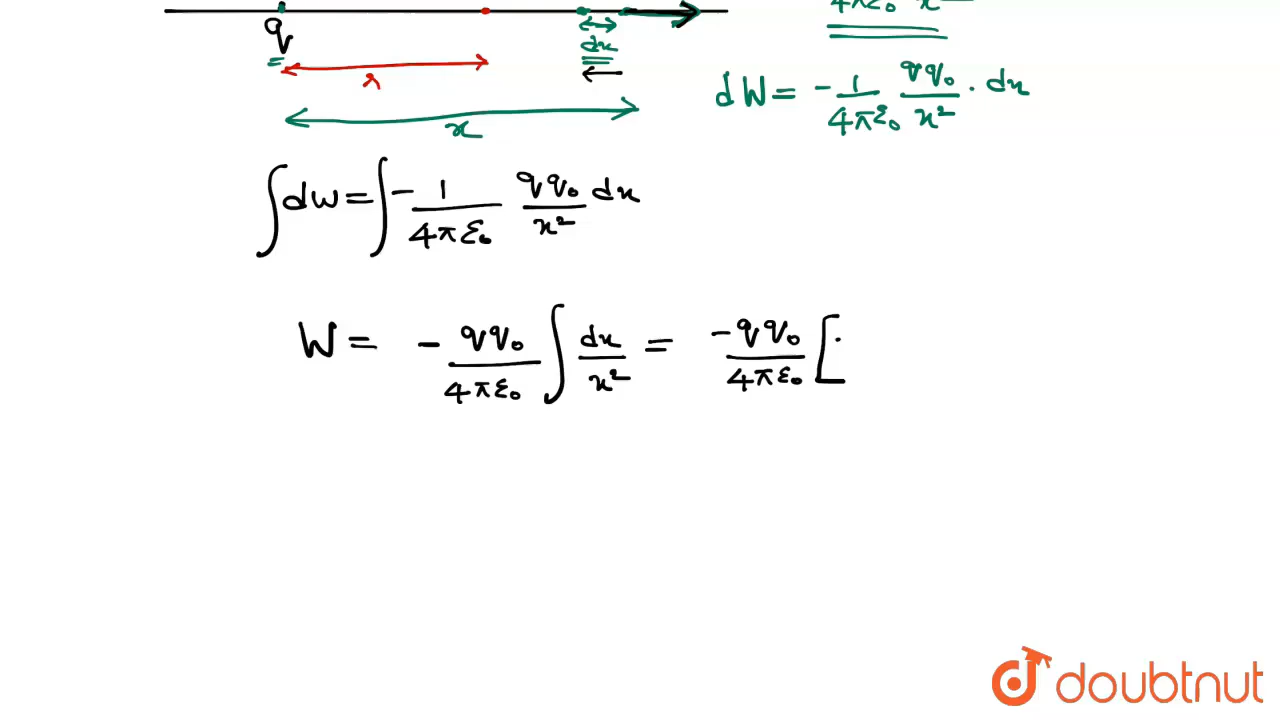 4πε₀ x²
q
dx
r
x
dW = - 1/4πε₀ qq₀/x² · dx
∫dw = ∫ - 1/4πε₀ qq₀/x² dx
W = - qq₀/4πε₀ ∫ dx/x² = -qq₀/4πε₀ [
doubtnut